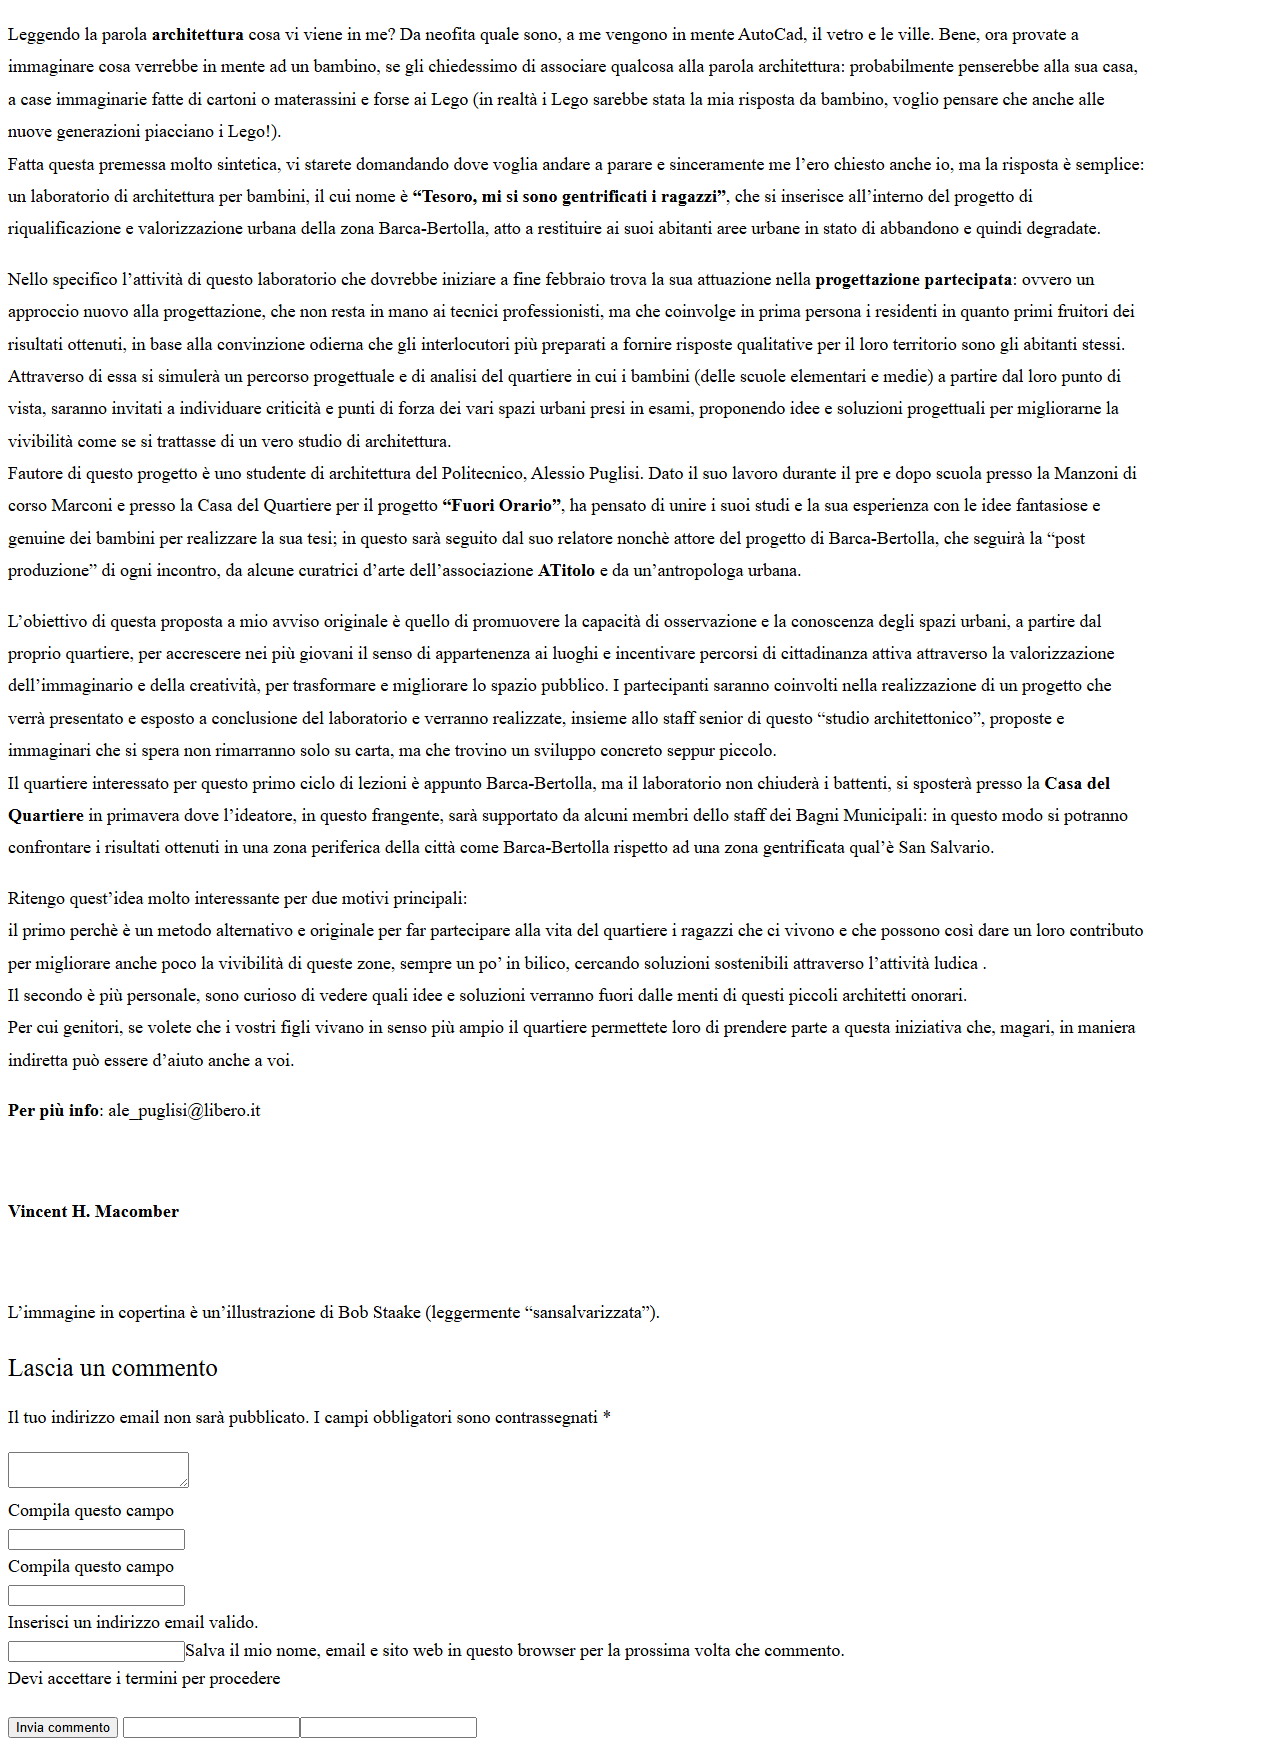 Leggendo la parola architettura cosa vi viene in me? Da neofita quale sono, a me vengono in mente AutoCad, il vetro e le ville. Bene, ora provate a
immaginare cosa verrebbe in mente ad un bambino, se gli chiedessimo di associare qualcosa alla parola architettura: probabilmente penserebbe alla sua casa,
a case immaginarie fatte di cartoni o materassini e forse ai Lego (in realtà i Lego sarebbe stata la mia risposta da bambino, voglio pensare che anche alle
nuove generazioni piacciano i Lego!).
Fatta questa premessa molto sintetica, vi starete domandando dove voglia andare a parare e sinceramente me l’ero chiesto anche io, ma la risposta è semplice:
un laboratorio di architettura per bambini, il cui nome è “Tesoro, mi si sono gentrificati i ragazzi”, che si inserisce all’interno del progetto di
riqualificazione e valorizzazione urbana della zona Barca-Bertolla, atto a restituire ai suoi abitanti aree urbane in stato di abbandono e quindi degradate.
Nello specifico l’attività di questo laboratorio che dovrebbe iniziare a fine febbraio trova la sua attuazione nella progettazione partecipata: ovvero un
approccio nuovo alla progettazione, che non resta in mano ai tecnici professionisti, ma che coinvolge in prima persona i residenti in quanto primi fruitori dei
risultati ottenuti, in base alla convinzione odierna che gli interlocutori più preparati a fornire risposte qualitative per il loro territorio sono gli abitanti stessi.
Attraverso di essa si simulerà un percorso progettuale e di analisi del quartiere in cui i bambini (delle scuole elementari e medie) a partire dal loro punto di
vista, saranno invitati a individuare criticità e punti di forza dei vari spazi urbani presi in esami, proponendo idee e soluzioni progettuali per migliorarne la
vivibilità come se si trattasse di un vero studio di architettura.
Fautore di questo progetto è uno studente di architettura del Politecnico, Alessio Puglisi. Dato il suo lavoro durante il pre e dopo scuola presso la Manzoni di
corso Marconi e presso la Casa del Quartiere per il progetto “Fuori Orario”, ha pensato di unire i suoi studi e la sua esperienza con le idee fantasiose e
genuine dei bambini per realizzare la sua tesi; in questo sarà seguito dal suo relatore nonchè attore del progetto di Barca-Bertolla, che seguirà la “post
produzione” di ogni incontro, da alcune curatrici d’arte dell’associazione ATitolo e da un’antropologa urbana.
L’obiettivo di questa proposta a mio avviso originale è quello di promuovere la capacità di osservazione e la conoscenza degli spazi urbani, a partire dal
proprio quartiere, per accrescere nei più giovani il senso di appartenenza ai luoghi e incentivare percorsi di cittadinanza attiva attraverso la valorizzazione
dell’immaginario e della creatività, per trasformare e migliorare lo spazio pubblico. I partecipanti saranno coinvolti nella realizzazione di un progetto che
verrà presentato e esposto a conclusione del laboratorio e verranno realizzate, insieme allo staff senior di questo “studio architettonico”, proposte e
immaginari che si spera non rimarranno solo su carta, ma che trovino un sviluppo concreto seppur piccolo.
Il quartiere interessato per questo primo ciclo di lezioni è appunto Barca-Bertolla, ma il laboratorio non chiuderà i battenti, si sposterà presso la Casa del
Quartiere in primavera dove l’ideatore, in questo frangente, sarà supportato da alcuni membri dello staff dei Bagni Municipali: in questo modo si potranno
confrontare i risultati ottenuti in una zona periferica della città come Barca-Bertolla rispetto ad una zona gentrificata qual’è San Salvario.
Ritengo quest’idea molto interessante per due motivi principali:
il primo perchè è un metodo alternativo e originale per far partecipare alla vita del quartiere i ragazzi che ci vivono e che possono così dare un loro contributo
per migliorare anche poco la vivibilità di queste zone, sempre un po’ in bilico, cercando soluzioni sostenibili attraverso l’attività ludica .
Il secondo è più personale, sono curioso di vedere quali idee e soluzioni verranno fuori dalle menti di questi piccoli architetti onorari.
Per cui genitori, se volete che i vostri figli vivano in senso più ampio il quartiere permettete loro di prendere parte a questa iniziativa che, magari, in maniera
indiretta può essere d’aiuto anche a voi.
Per più info: ale_puglisi@libero.it
Vincent H. Macomber
L’immagine in copertina è un’illustrazione di Bob Staake (leggermente “sansalvarizzata”).
Lascia un commento
Il tuo indirizzo email non sarà pubblicato. I campi obbligatori sono contrassegnati *
Compila questo campo
Compila questo campo
Inserisci un indirizzo email valido.
Salva il mio nome, email e sito web in questo browser per la prossima volta che commento.
Devi accettare i termini per procedere
Invia commento